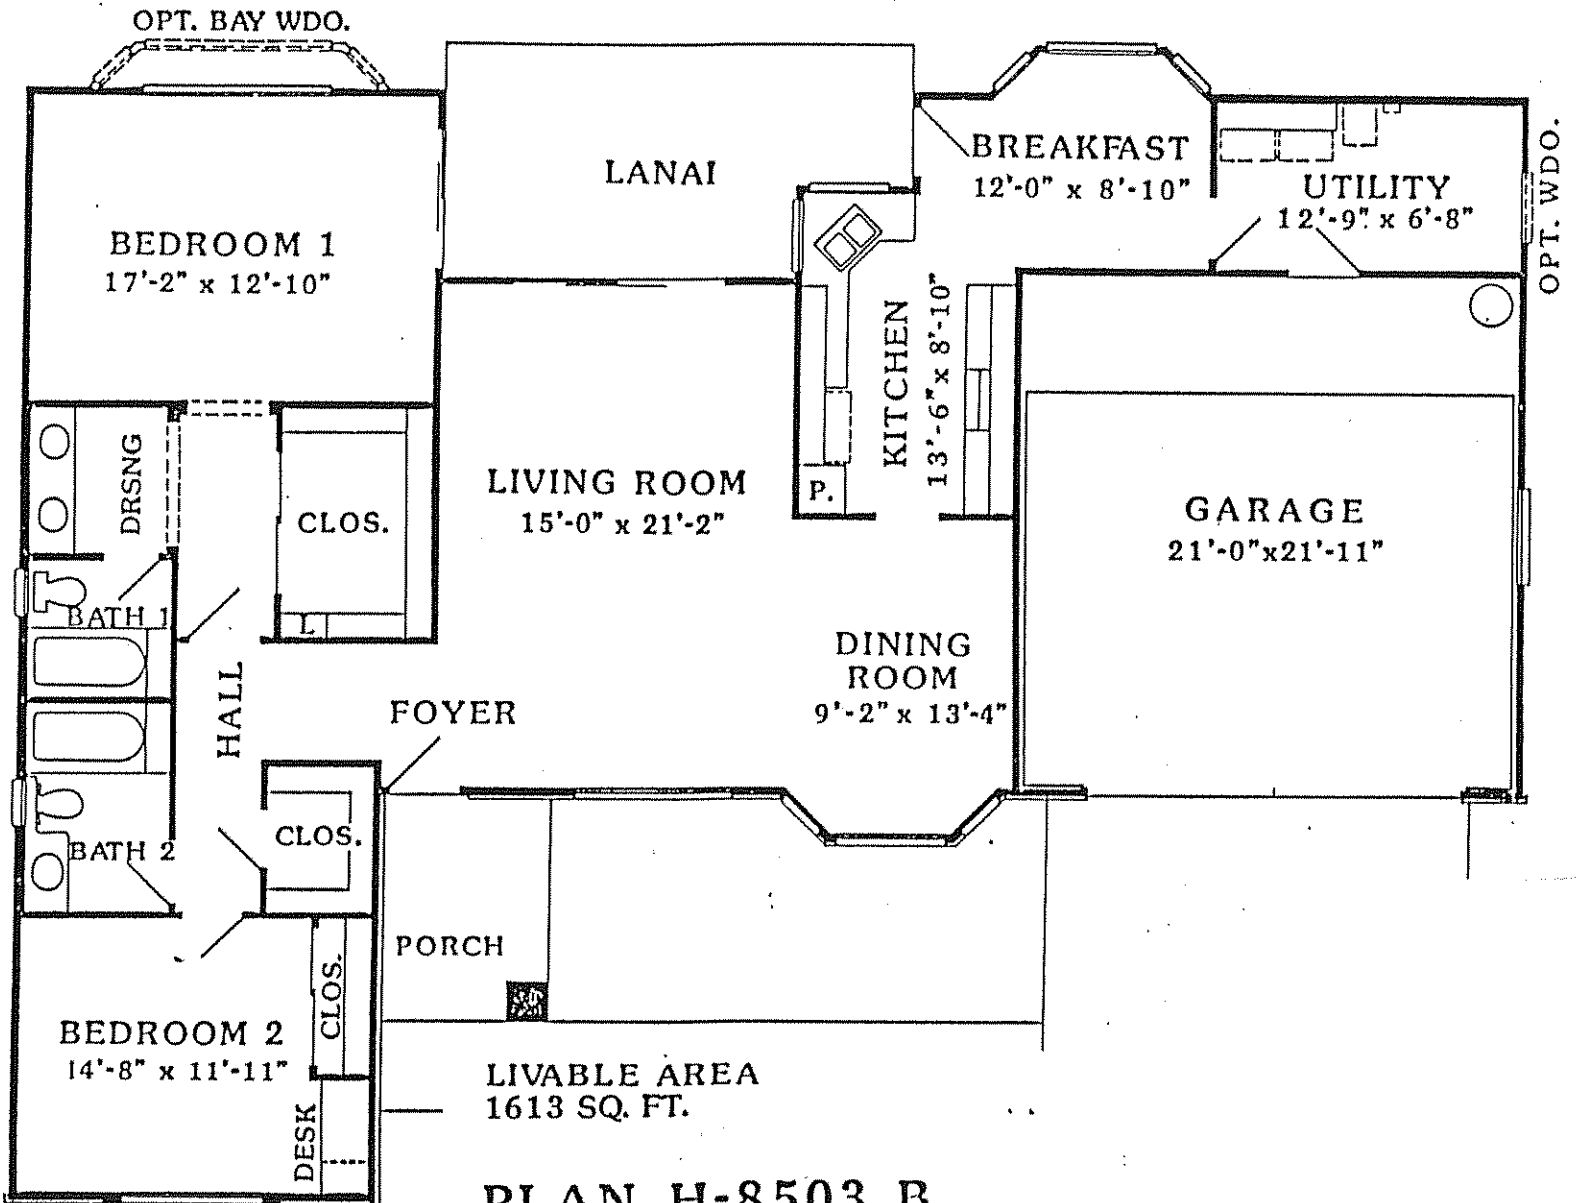 OPT. BAY WDO.
LANAI
BREAKFAST
12'-0" x 8'-10"
UTILITY
12'-9" x 6'-8"
OPT. WDO.
BEDROOM 1
17'-2" x 12'-10"
KITCHEN
13'-6" x 8'-10"
DRSNG
CLOS.
LIVING ROOM
15'-0" x 21'-2"
P.
GARAGE
21'-0"x21'-11"
BATH 1
L
DINING
ROOM
9'-2" x 13'-4"
HALL
FOYER
CLOS.
BATH 2
PORCH
CLOS.
BEDROOM 2
14'-8" x 11'-11"
DESK
LIVABLE AREA
1613 SQ. FT.
PLAN H-8503 B